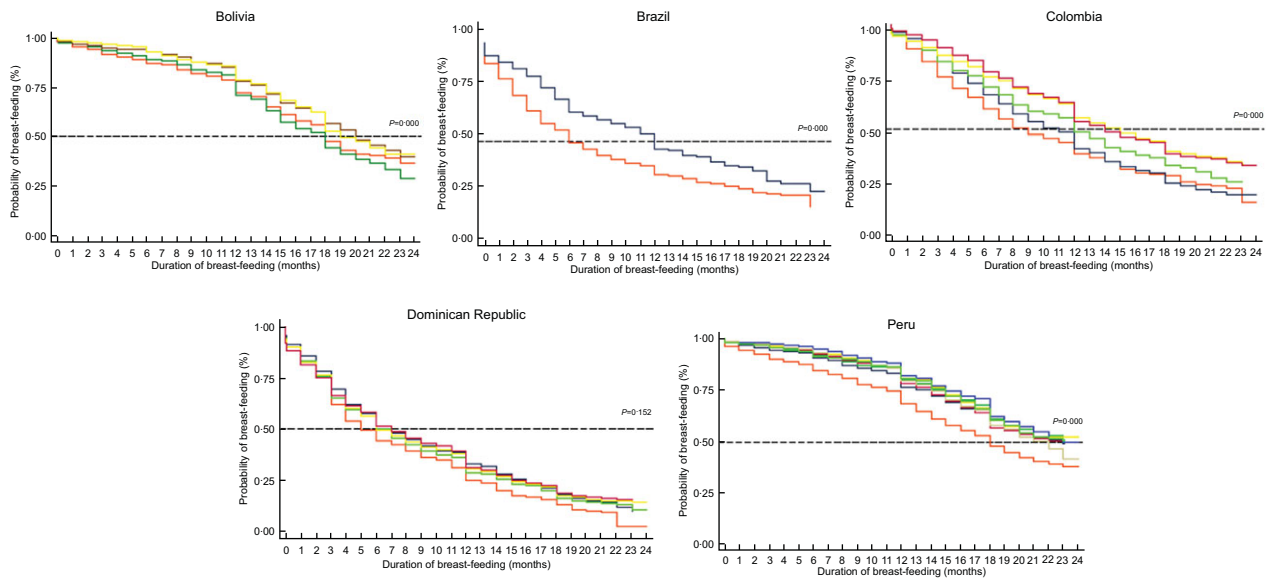 Bolivia
Probability of breast-feeding (%)
1·00
0·75
0·50
0·25
0·00
P=0·000
0 1 2 3 4 5 6 7 8 9 10 11 12 13 14 15 16 17 18 19 20 21 22 23 24
Duration of breast-feeding (months)
Brazil
Probability of breast-feeding (%)
1·00
0·75
0·50
0·25
0·00
P=0·000
0 1 2 3 4 5 6 7 8 9 10 11 12 13 14 15 16 17 18 19 20 21 22 23 24
Duration of breast-feeding (months)
Colombia
Probability of breast-feeding (%)
1·00
0·75
0·50
0·25
0·00
P=0·000
0 1 2 3 4 5 6 7 8 9 10 11 12 13 14 15 16 17 18 19 20 21 22 23 24
Duration of breast-feeding (months)
Dominican Republic
Probability of breast-feeding (%)
1·00
0·75
0·50
0·25
0·00
P=0·152
0 1 2 3 4 5 6 7 8 9 10 11 12 13 14 15 16 17 18 19 20 21 22 23 24
Duration of breast-feeding (months)
Peru
Probability of breast-feeding (%)
1·00
0·75
0·50
0·25
0·00
P=0·000
0 1 2 3 4 5 6 7 8 9 10 11 12 13 14 15 16 17 18 19 20 21 22 23 24
Duration of breast-feeding (months)